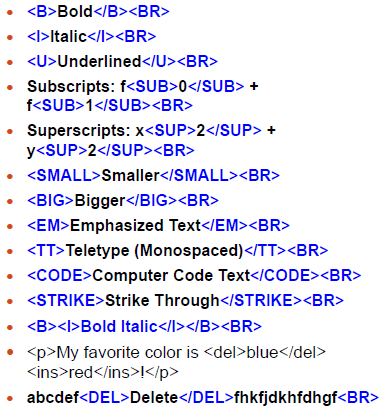 <B>Bold</B><BR>
<I>Italic</I><BR>
<U>Underlined</U><BR>
Subscripts: f<SUB>0</SUB> +
f<SUB>1</SUB><BR>
Superscripts: x<SUP>2</SUP> +
y<SUP>2</SUP><BR>
<SMALL>Smaller</SMALL><BR>
<BIG>Bigger</BIG><BR>
<EM>Emphasized Text</EM><BR>
<TT>Teletype (Monospaced)</TT><BR>
<CODE>Computer Code Text</CODE><BR>
<STRIKE>Strike Through</STRIKE><BR>
<B><I>Bold Italic</I></B><BR>
<p>My favorite color is <del>blue</del>
<ins>red</ins>!</p>
abcdef<DEL>Delete</DEL>fhkfjdkhfdhgf<BR>